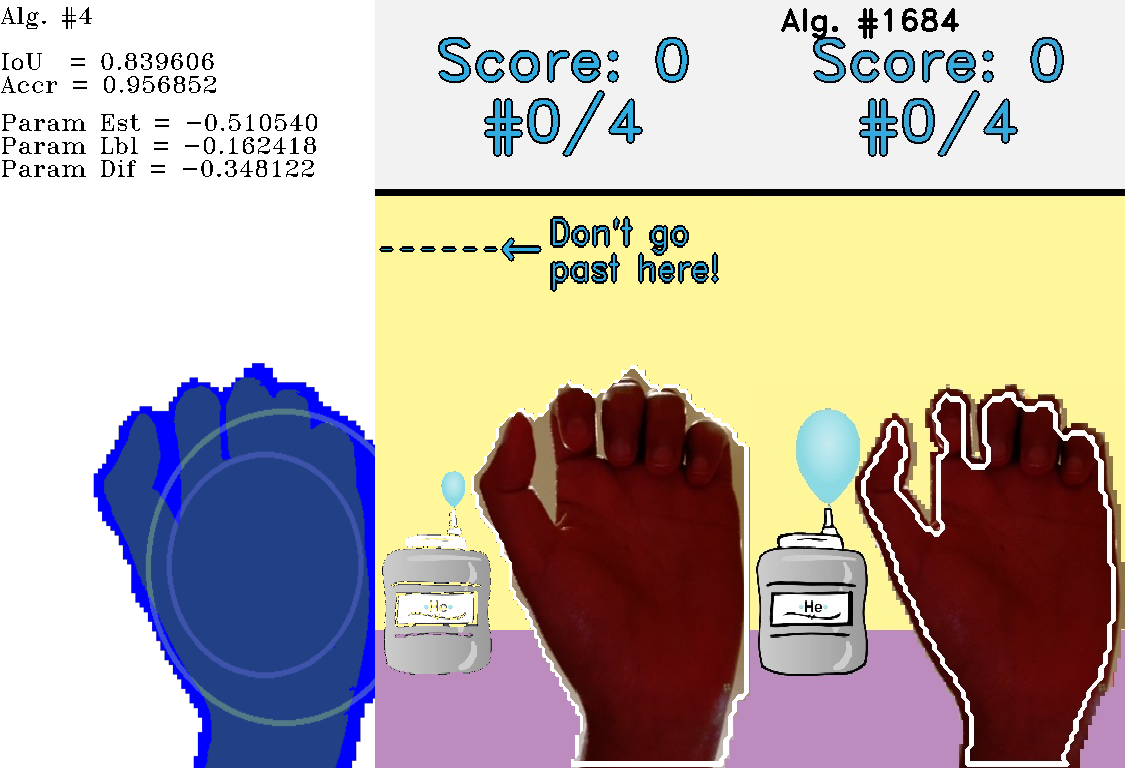 Alg. #4
IoU = 0.839606
Accr = 0.956852
Param Est = −0.510540
Param Lbl = −0.162418
Param Dif = −0.348122
Score: 0
#0/4
Don't go
past here!
He
Alg. #1684
Score: 0
#0/4
He